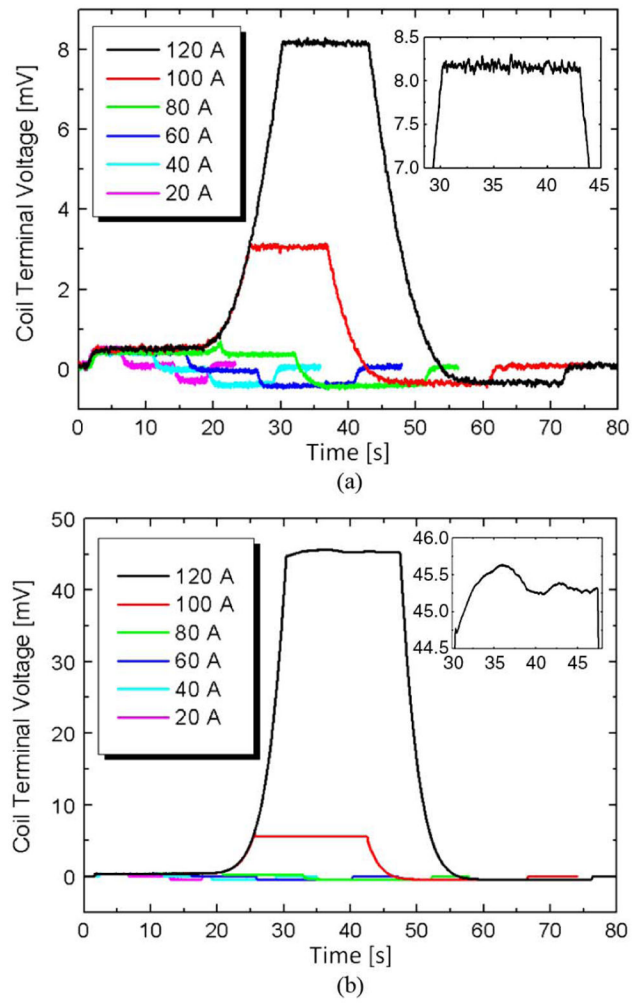 8
6
4
2
0
Coil Terminal Voltage [mV]
120 A
100 A
80 A
60 A
40 A
20 A
8.5
8.0
7.5
7.0
30 35 40 45
0 10 20 30 40 50 60 70 80
Time [s]
(a)
50
40
30
20
10
0
Coil Terminal Voltage [mV]
120 A
100 A
80 A
60 A
40 A
20 A
46.0
45.5
45.0
44.5
30 35 40 45
0 10 20 30 40 50 60 70 80
Time [s]
(b)